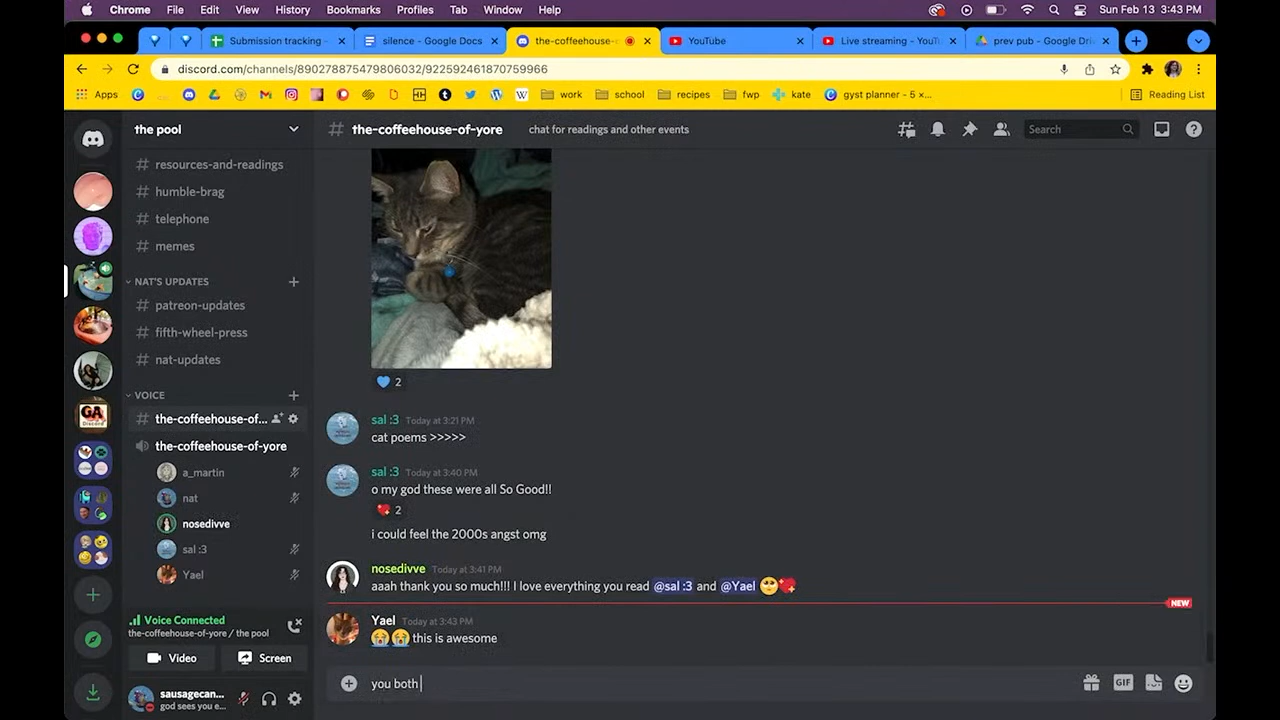 Chrome File Edit View History Bookmarks Profiles Tab Window Help Sun Feb 13 3:43 PM
Submission tracking - silence - Google Docs the-coffeehouse- YouTube Live streaming - YouT prev pub - Google Dri
discord.com/channels/890278875479806032/922592461870759966
Apps work school recipes fwp kate gyst planner – 5 ×… Reading List
the pool
# the-coffeehouse-of-yore chat for readings and other events Search
# resources-and-readings
# humble-brag
# telephone
# memes
NAT'S UPDATES +
# patreon-updates
# fifth-wheel-press
# nat-updates
VOICE +
# the-coffeehouse-of...
the-coffeehouse-of-yore
a_martin
nat
nosedivve
sal :3
Yael
Voice Connected
the-coffeehouse-of-yore / the pool
Video Screen
sausagecan...
god sees you e...
2
sal :3 Today at 3:21 PM
cat poems >>>>>
sal :3 Today at 3:40 PM
o my god these were all So Good!!
2
i could feel the 2000s angst omg
nosedivve Today at 3:41 PM
aaah thank you so much!!! I love everything you read @sal :3 and @Yael 🥺💖
NEW
Yael Today at 3:43 PM
😭😭 this is awesome
you both
GIF
GA
Discord